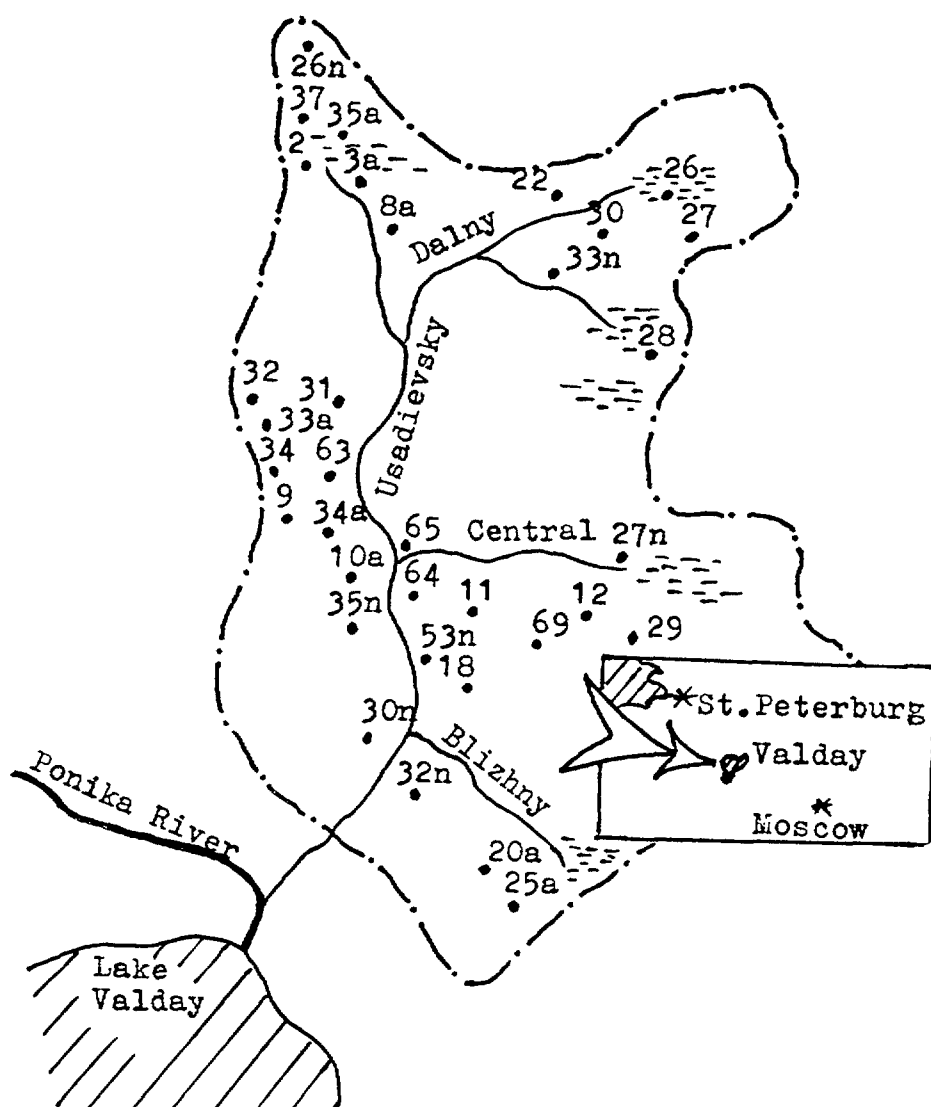 26n
37
35a
2
3a
22
26
8a
30
27
Dalny
33n
28
32
31
33a
Usadievsky
34
63
9
34a
65
Central
27n
10a
64
11
12
35n
53n
69
29
18
St.Peterburg
30n
Blizhny
Valday
Ponika River
32n
Moscow
20a
25a
Lake
Valday